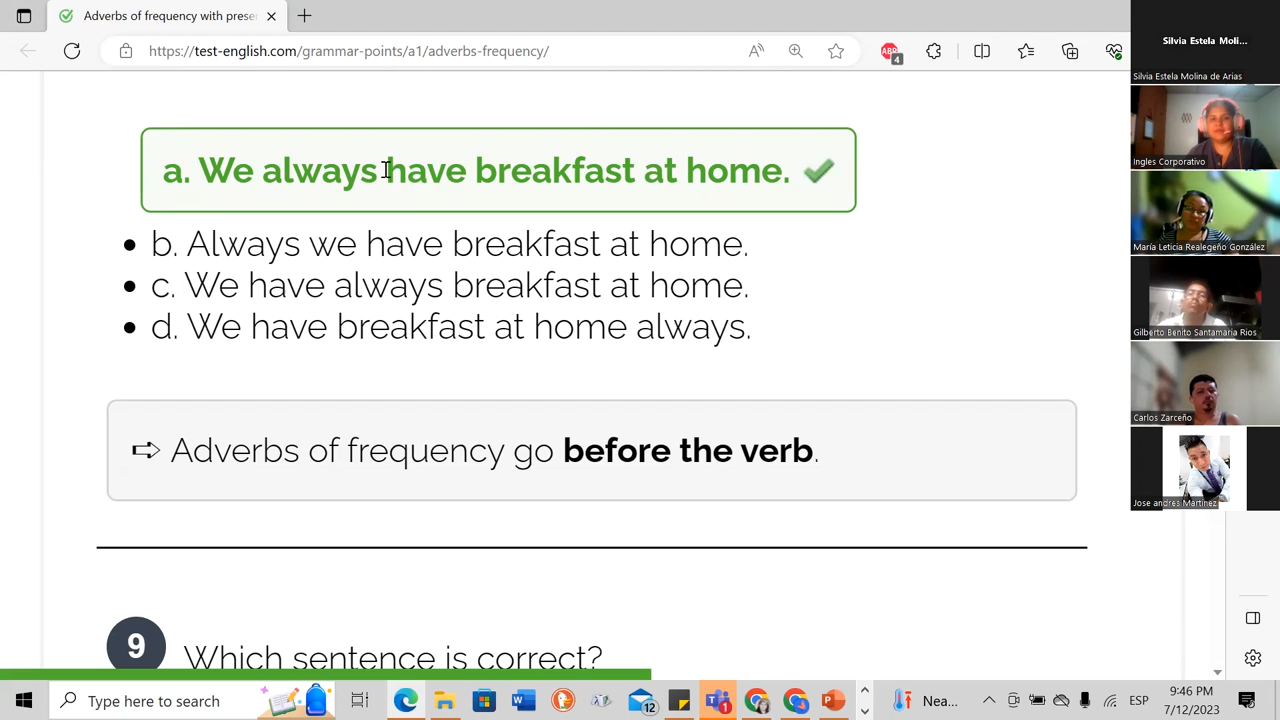 Adverbs of frequency with prese
https://test-english.com/grammar-points/a1/adverbs-frequency/
ABP
4
a. We always have breakfast at home.
b. Always we have breakfast at home.
c. We have always breakfast at home.
d. We have breakfast at home always.
➪ Adverbs of frequency go before the verb.
9 Which sentence is correct?
Silvia Estela Moli...
Silvia Estela Molina de Arias
Ingles Corporativo
María Leticia Realegeño González
Gilberto Benito Santamaria Rios
Carlos Zarceño
Jose andres Martinez
Type here to search
12
1
Nea...
ESP
9:46 PM
7/12/2023